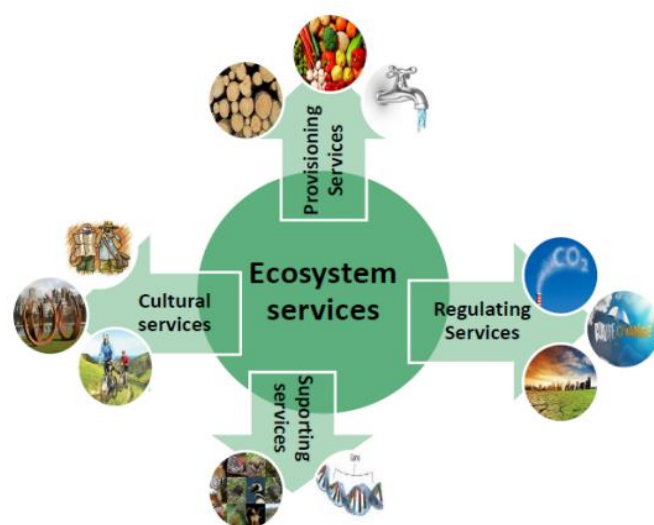 Provisioning
Services
Ecosystem
services
Cultural
services
Regulating
Services
CO2
Suporting
services